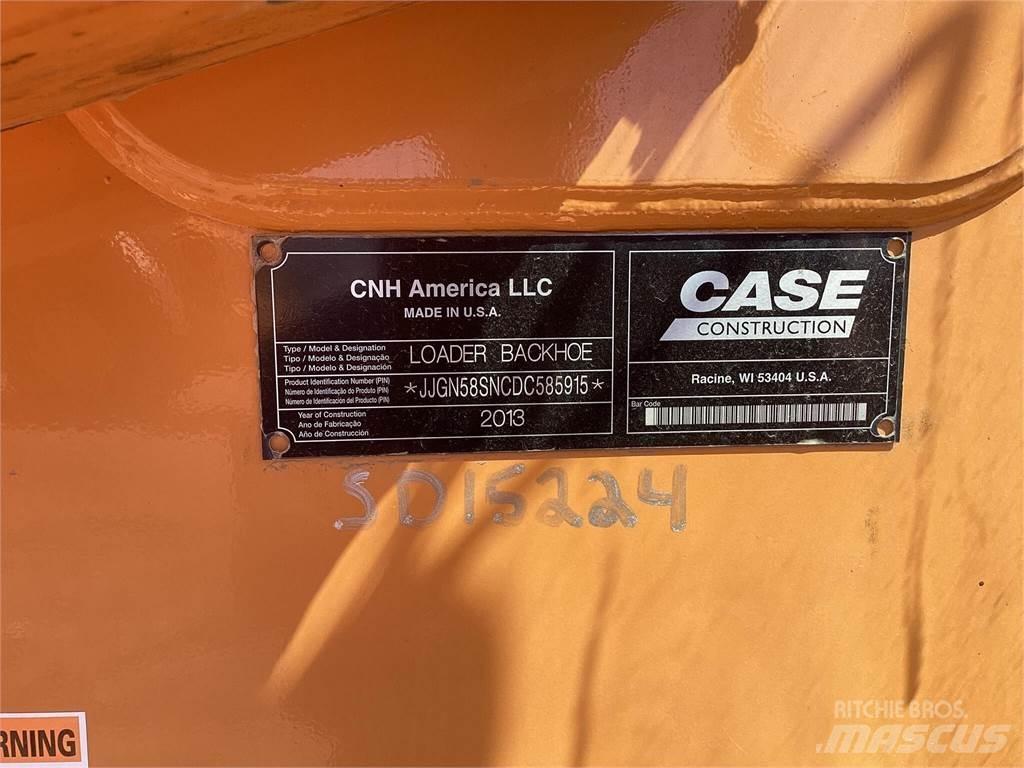 CNH America LLC
MADE IN U.S.A.
Type / Model & Designation
Tipo / Modelo & Designação
Tipo / Modelo & Designación
LOADER BACKHOE
Product Identification Number (PIN)
Número de Identificação do Produto (PIN)
Número de Identificación del Producto (PIN)
*JJGN58SNCDC585915*
Year of Construction
Ano de Fabricação
Año de Construcción
2013
CASE
CONSTRUCTION
Racine, WI 53404 U.S.A.
Bar Code
SD15224
RNING
RITCHIE BROS.
MASCUS